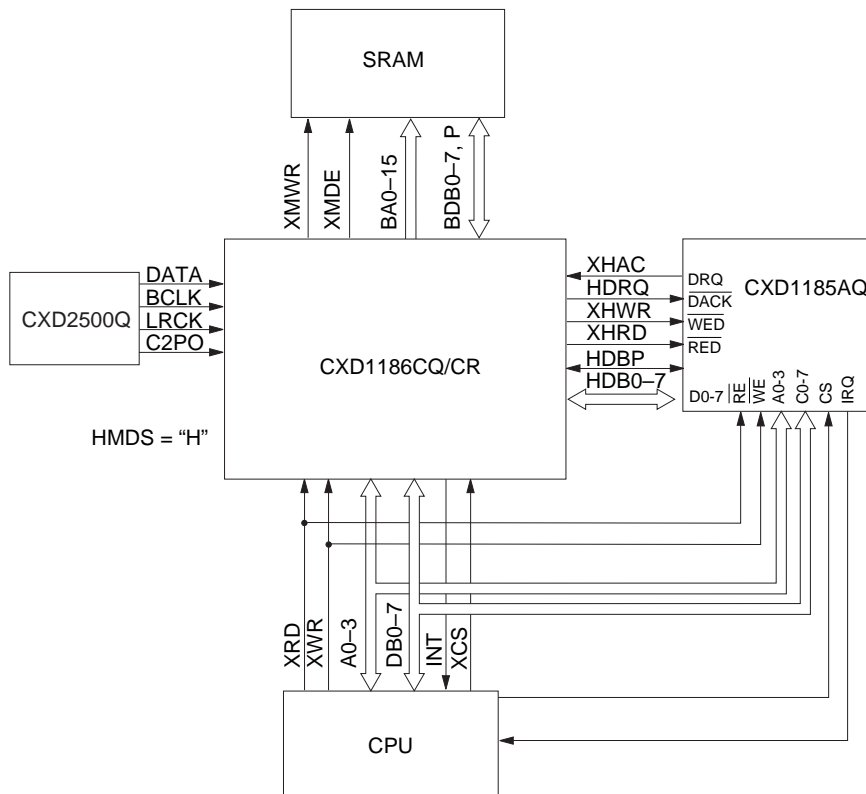 SRAM
XMWR
XMDE
BA0–15
BDB0–7, P
CXD2500Q
DATA
BCLK
LRCK
C2PO
CXD1186CQ/CR
HMDS = “H”
XHAC
HDRQ
XHWR
XHRD
HDBP
HDB0–7
DRQ
DACK
WED
RED
CXD1185AQ
D0-7
RE
WE
A0-3
C0-7
CS
IRQ
XRD
XWR
A0–3
DB0–7
INT
XCS
CPU